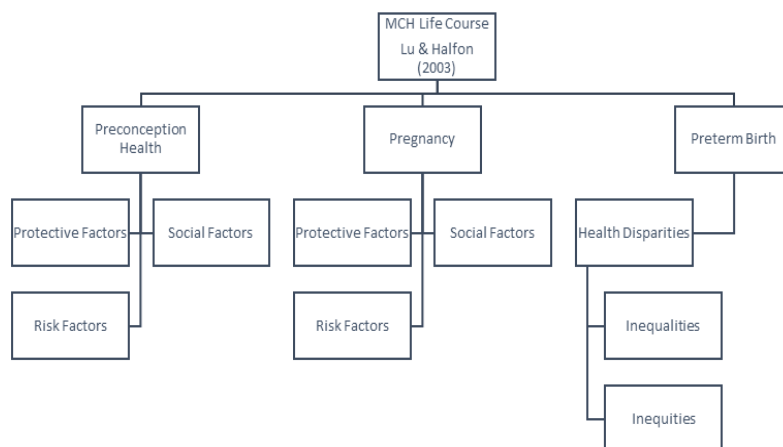 MCH Life Course
Lu & Halfon
(2003)
Preconception
Health
Pregnancy
Preterm Birth
Protective Factors
Social Factors
Protective Factors
Social Factors
Health Disparities
Risk Factors
Risk Factors
Inequalities
Inequities